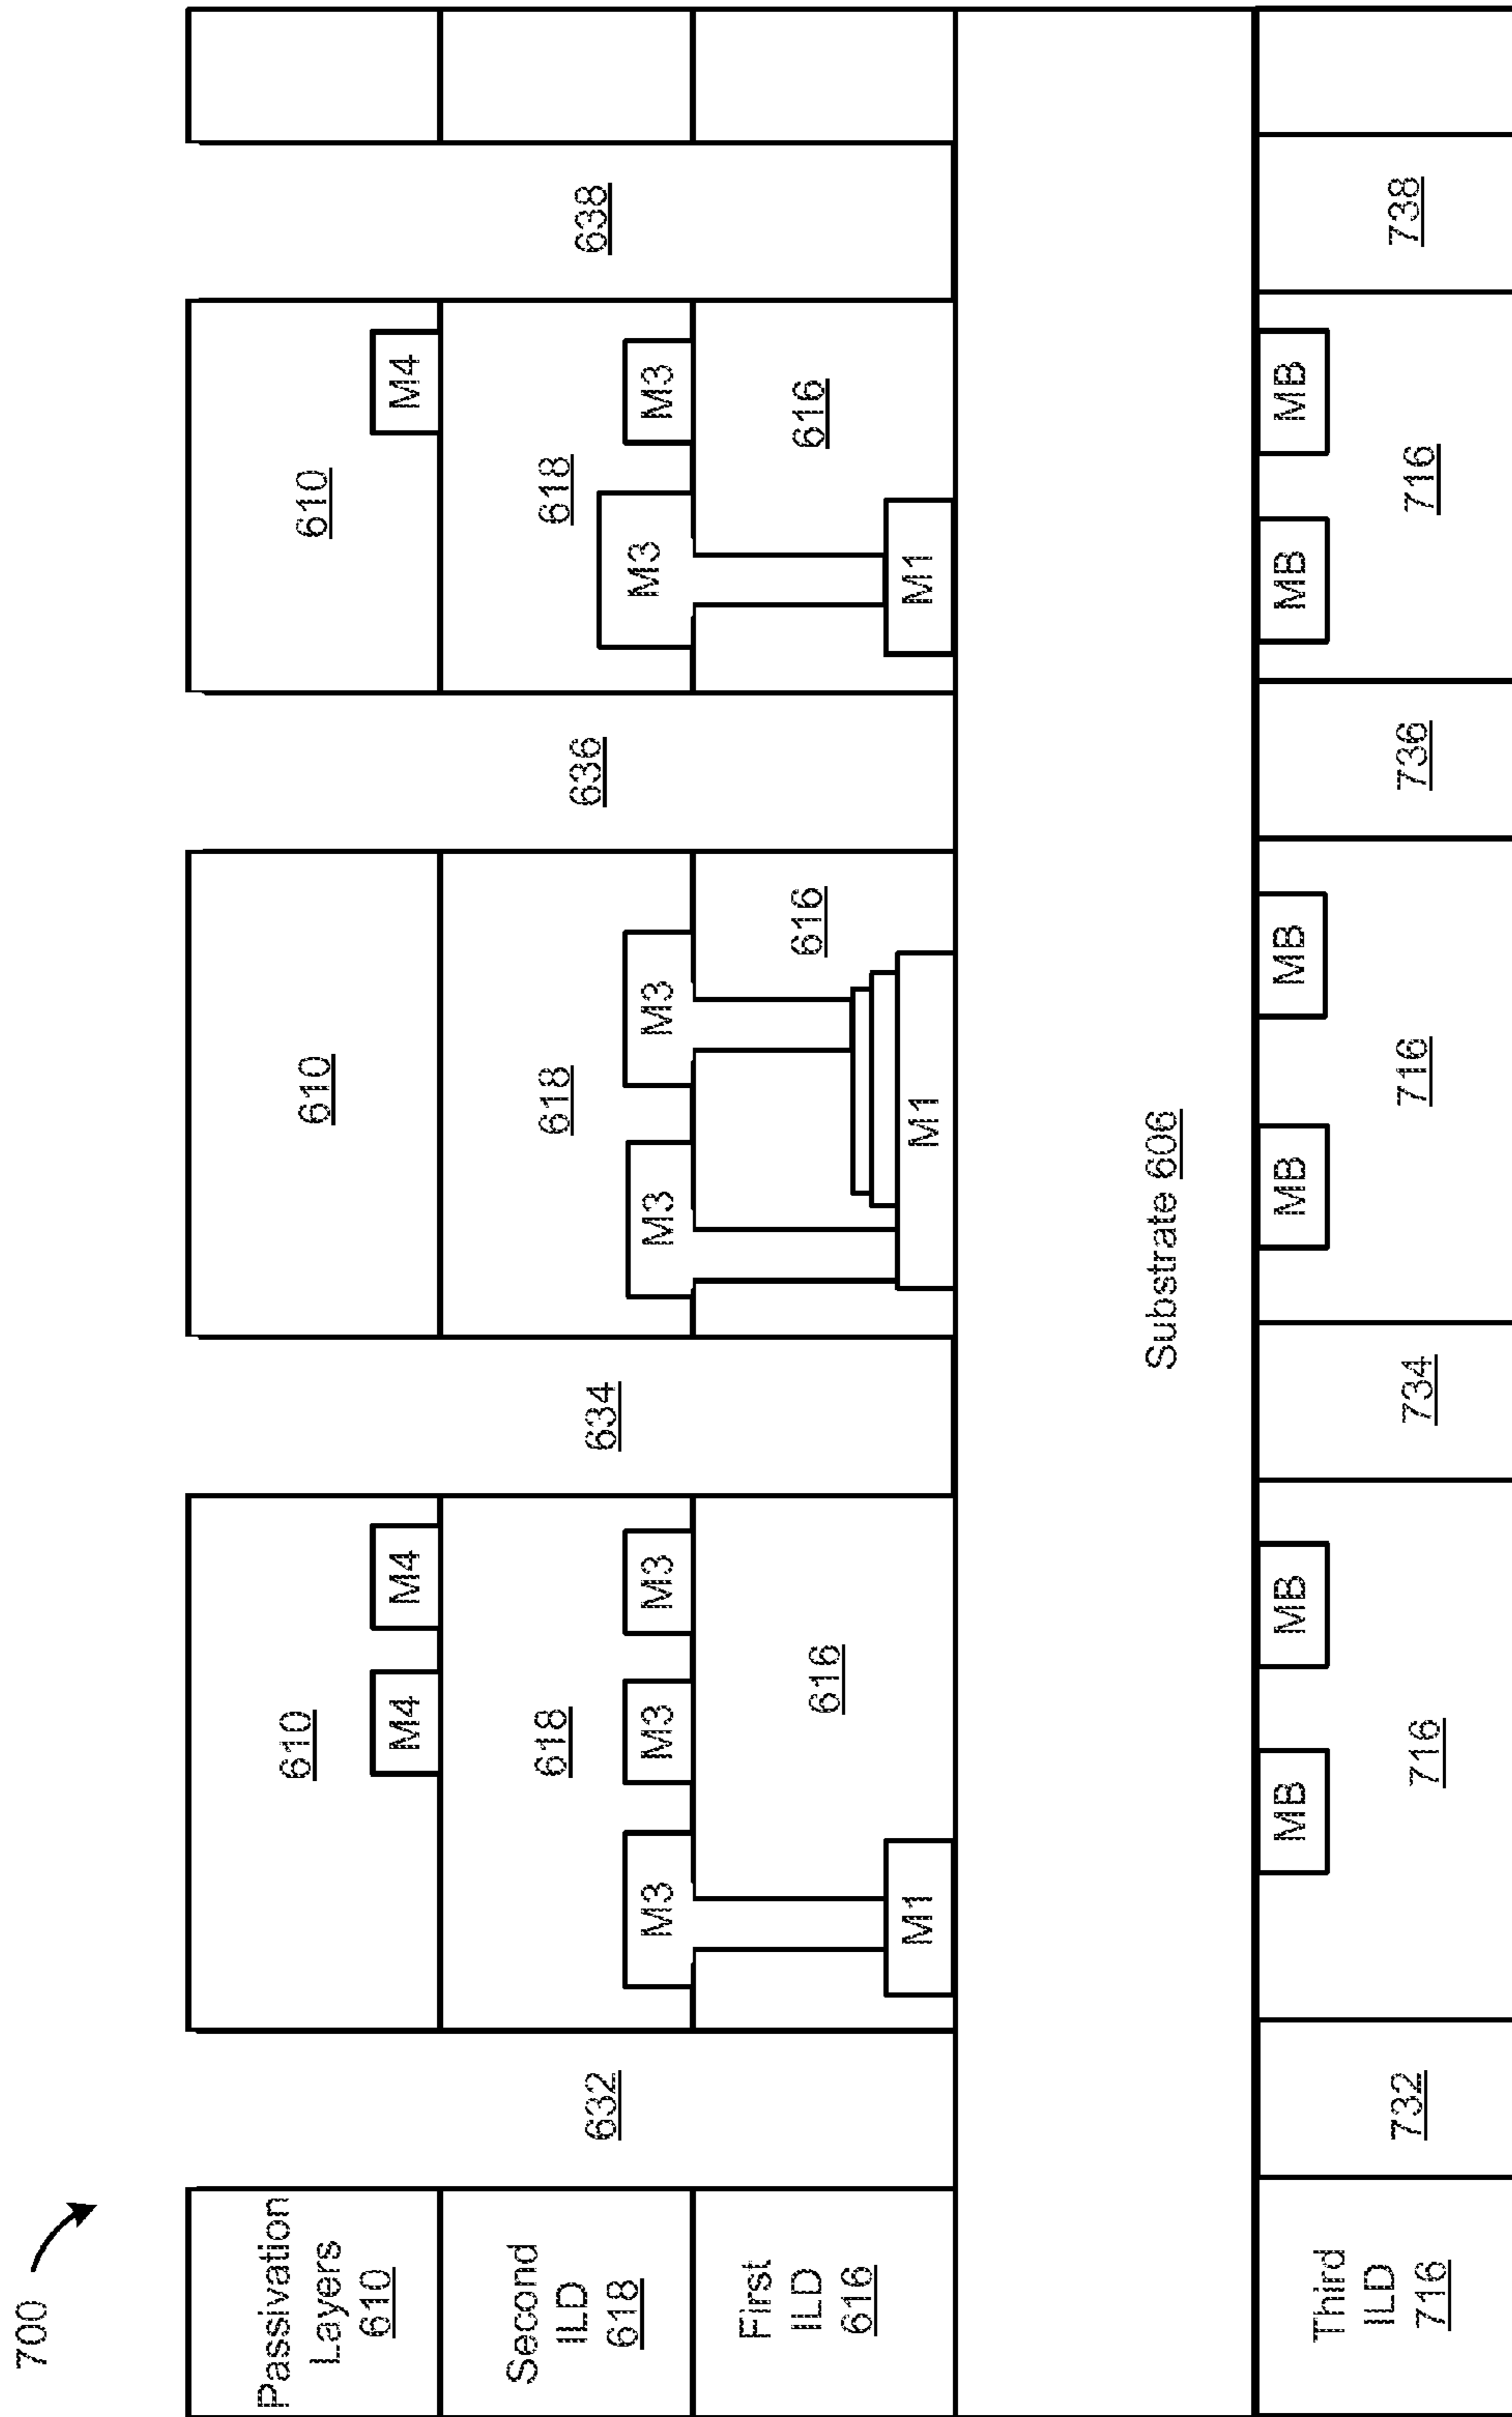 700
Passivation
Layers
610
610
M4
M4
610
610
M4
Second
ILD
618
618
M3
M3
M3
618
M3
M3
618
M3
M3
632
634
636
638
First
ILD
616
616
M1
616
M1
616
M1
Substrate 606
Third
ILD
716
732
MB
MB
716
734
MB
MB
716
736
MB
MB
716
738